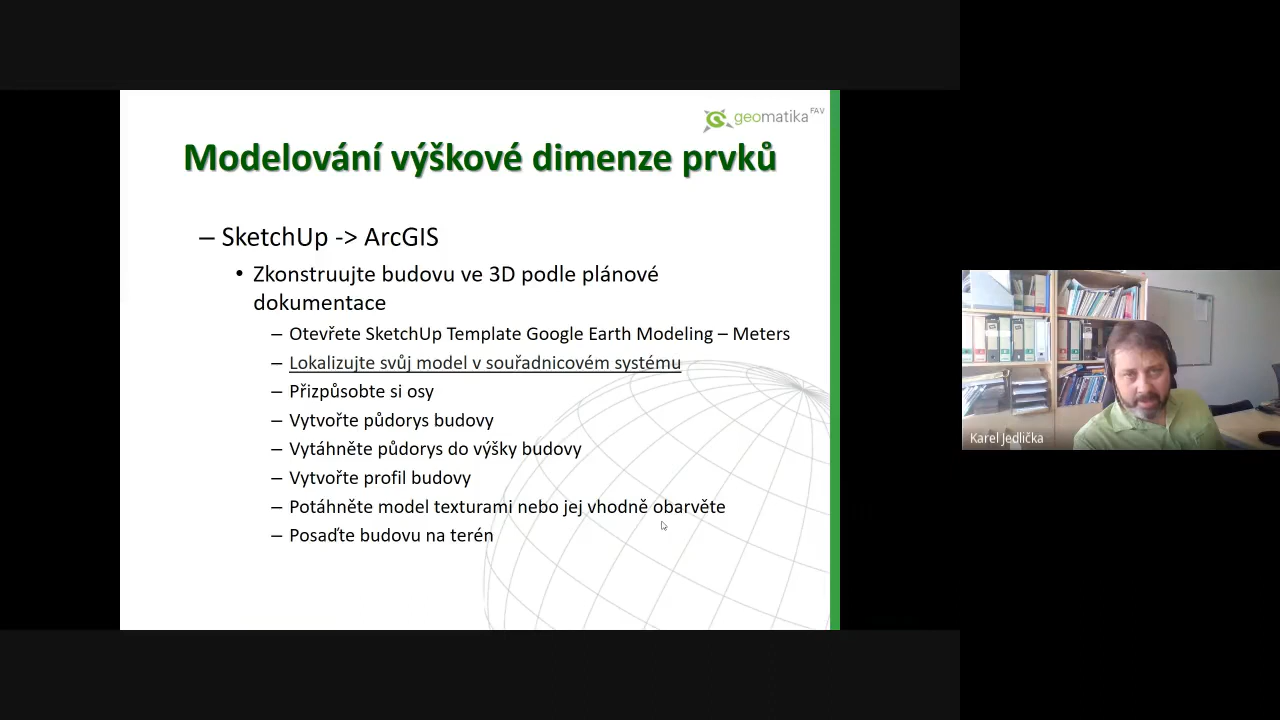 geomatika FAV
Modelování výškové dimenze prvků
– SketchUp -> ArcGIS
• Zkonstruujte budovu ve 3D podle plánové
dokumentace
– Otevřete SketchUp Template Google Earth Modeling – Meters
– Lokalizujte svůj model v souřadnicovém systému
– Přizpůsobte si osy
– Vytvořte půdorys budovy
– Vytáhněte půdorys do výšky budovy
– Vytvořte profil budovy
– Potáhněte model texturami nebo jej vhodně obarvěte
– Posaďte budovu na terén
Karel Jedlička